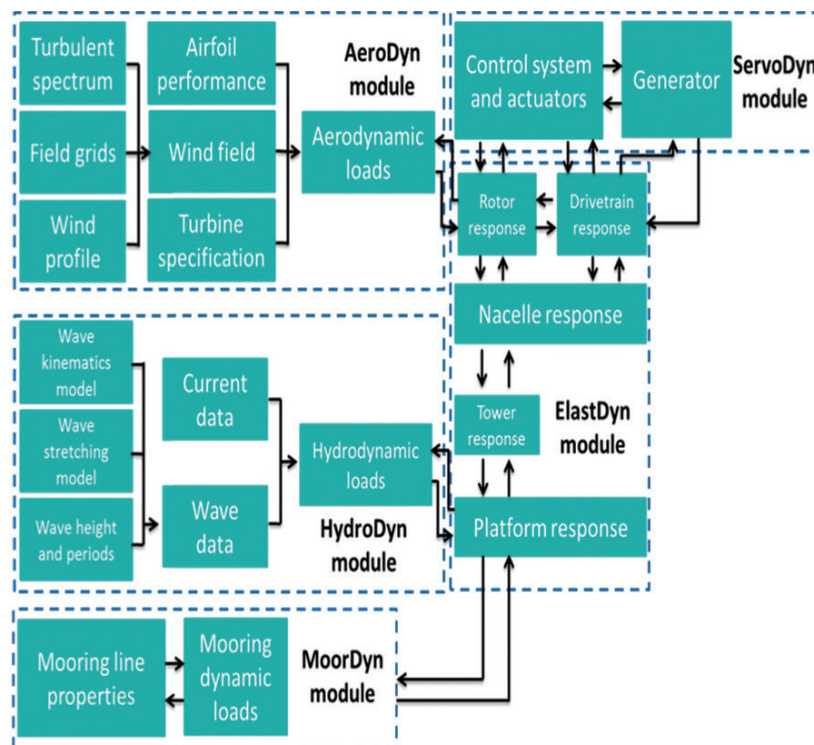 Turbulent
spectrum
Airfoil
performance
AeroDyn
module
Field grids
Wind field
Aerodynamic
loads
Wind
profile
Turbine
specification
Control system
and actuators
Generator
ServoDyn
module
Rotor
response
Drivetrain
response
Nacelle response
Tower
response
ElastDyn
module
Platform response
Wave
kinematics
model
Current
data
Wave
stretching
model
Hydrodynamic
loads
Wave height
and periods
Wave
data
HydroDyn
module
Mooring line
properties
Mooring
dynamic
loads
MoorDyn
module